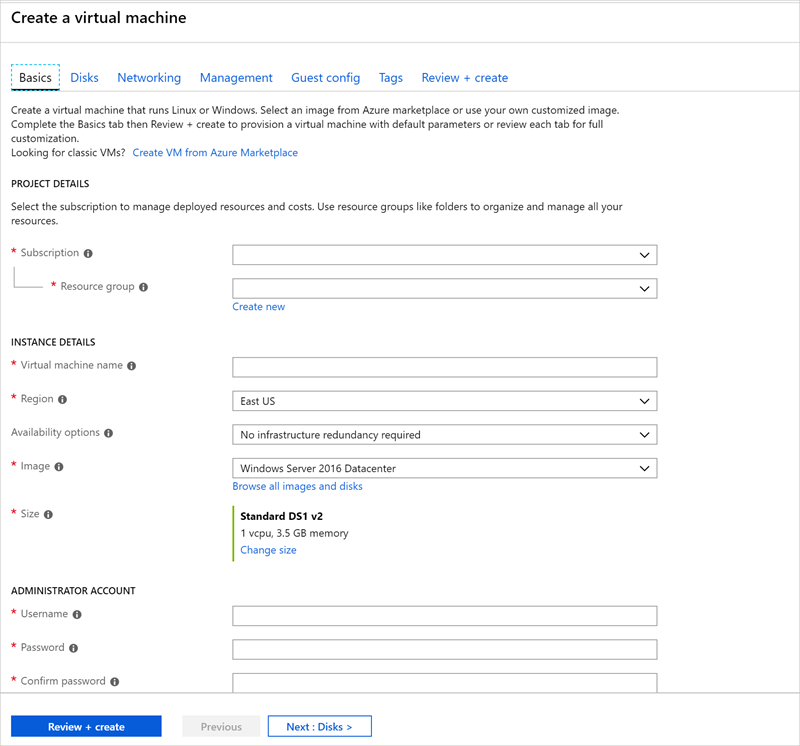 Create a virtual machine
Basics Disks Networking Management Guest config Tags Review + create
Create a virtual machine that runs Linux or Windows. Select an image from Azure marketplace or use your own customized image.
Complete the Basics tab then Review + create to provision a virtual machine with default parameters or review each tab for full
customization.
Looking for classic VMs? Create VM from Azure Marketplace
PROJECT DETAILS
Select the subscription to manage deployed resources and costs. Use resource groups like folders to organize and manage all your
resources.
* Subscription
* Resource group
Create new
INSTANCE DETAILS
* Virtual machine name
* Region East US
Availability options No infrastructure redundancy required
* Image Windows Server 2016 Datacenter
Browse all images and disks
* Size Standard DS1 v2
1 vcpu, 3.5 GB memory
Change size
ADMINISTRATOR ACCOUNT
* Username
* Password
* Confirm password
Review + create Previous Next : Disks >